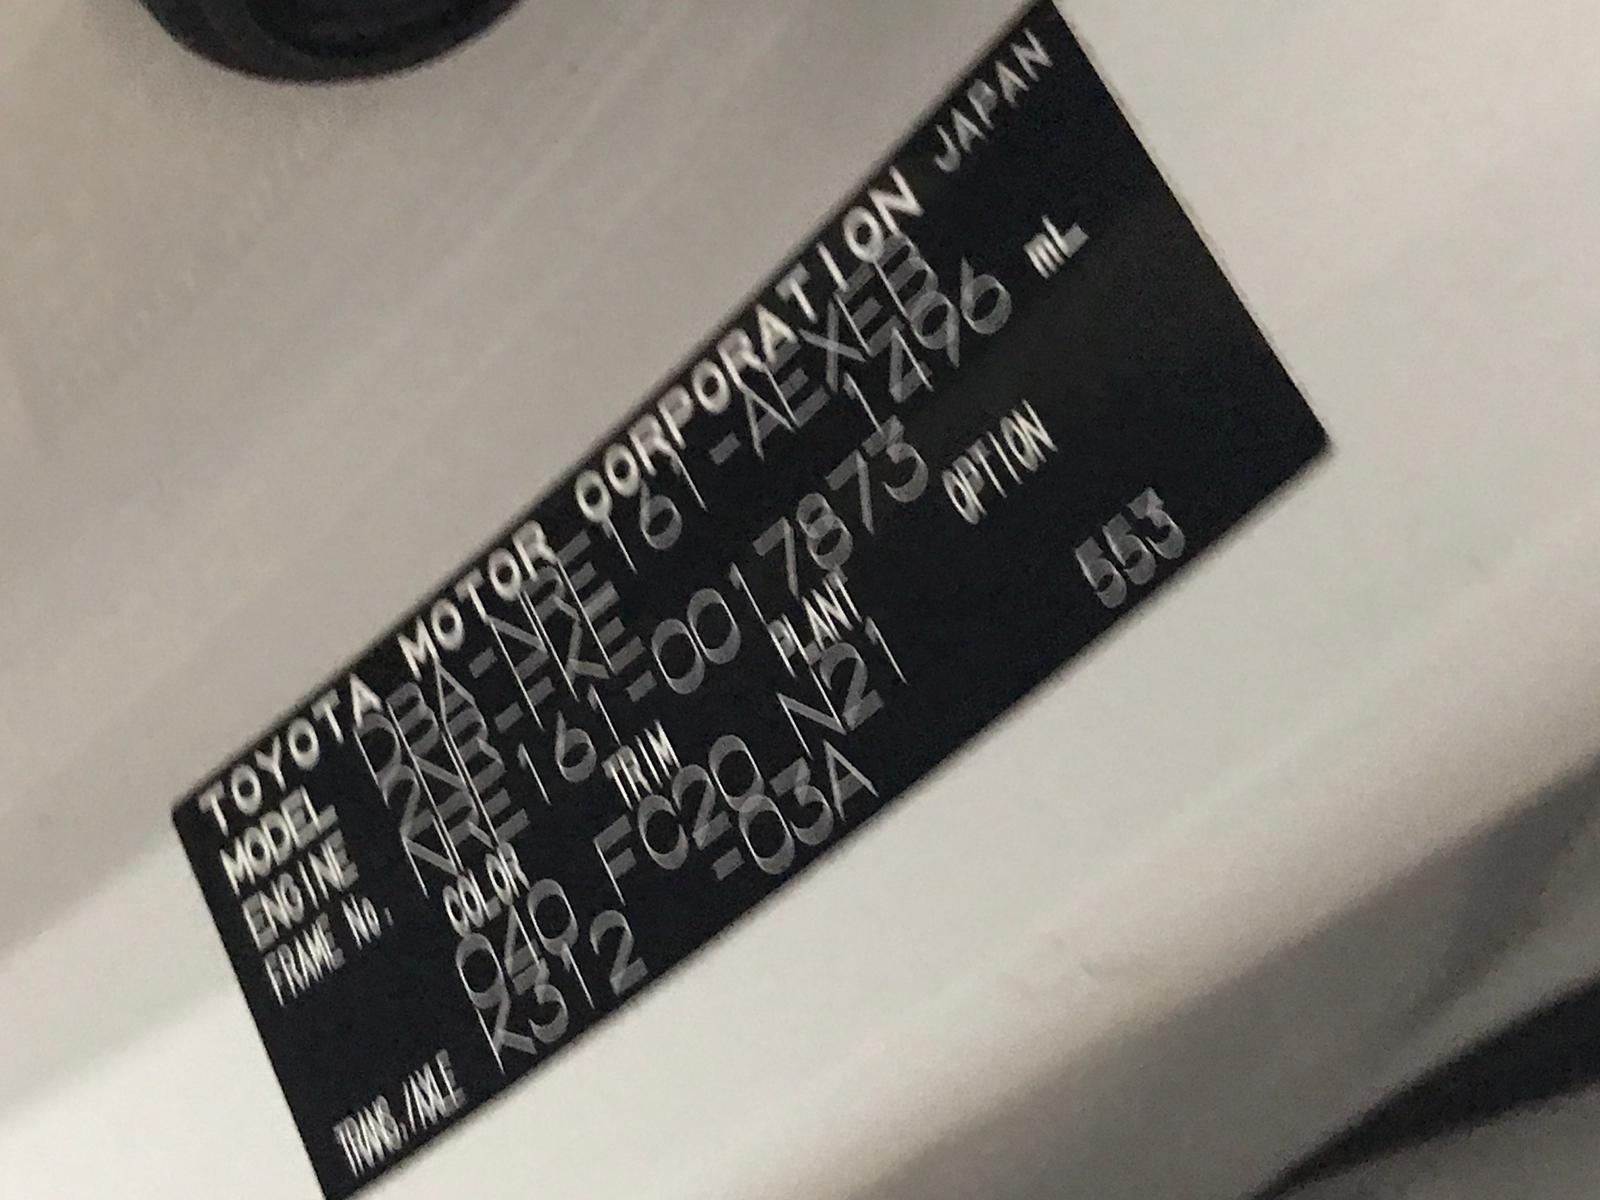 TOYOTA MOTOR CORPORATION JAPAN
MODEL DBA-NRE161-AEXEB
ENGINE 2NR-FKE 1496 mL
FRAME No. NRE161-0017873
COLOR TRIM PLANT OPTION
040 FC20 N21 553
TRANS./AXLE K312 -03A